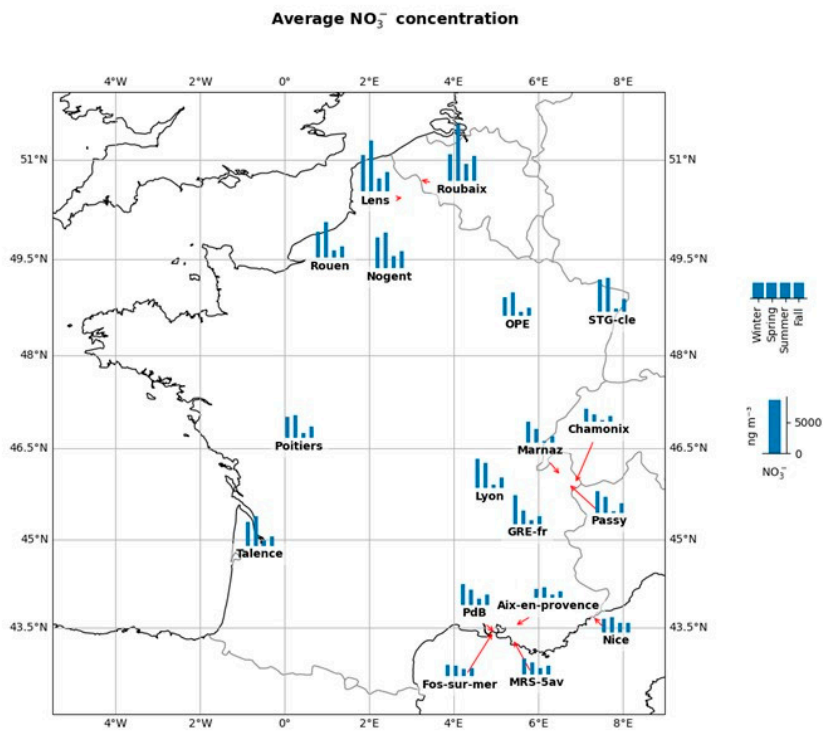 Average NO₃⁻ concentration
4°W 2°W 0° 2°E 4°E 6°E 8°E
51°N 51°N
Roubaix
Lens
49.5°N 49.5°N
Rouen
Nogent
OPE
STG-cle
Winter
Spring
Summer
Fall
48°N 48°N
Chamonix
ng m⁻³
5000
0
NO₃⁻
46.5°N 46.5°N
Poitiers
Marnaz
Lyon
Passy
GRE-fr
45°N 45°N
Talence
PdB
Aix-en-provence
43.5°N 43.5°N
Nice
Fos-sur-mer
MRS-5av
4°W 2°W 0° 2°E 4°E 6°E 8°E